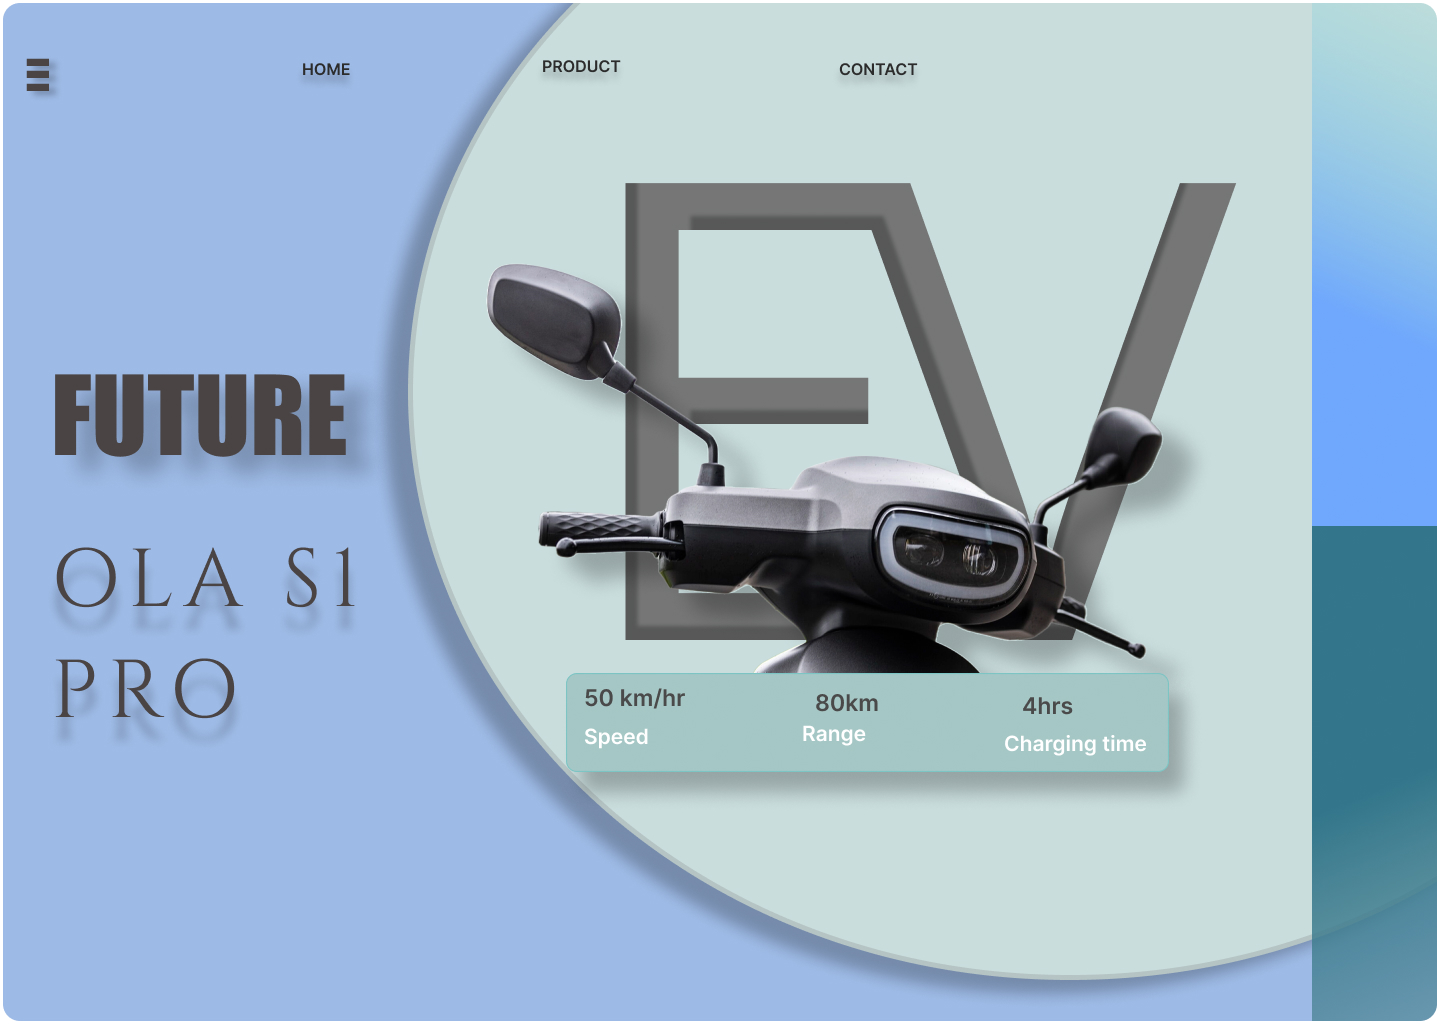 HOME
PRODUCT
CONTACT
EV
FUTURE
OLA S1
PRO
50 km/hr
80km
4hrs
Speed
Range
Charging time